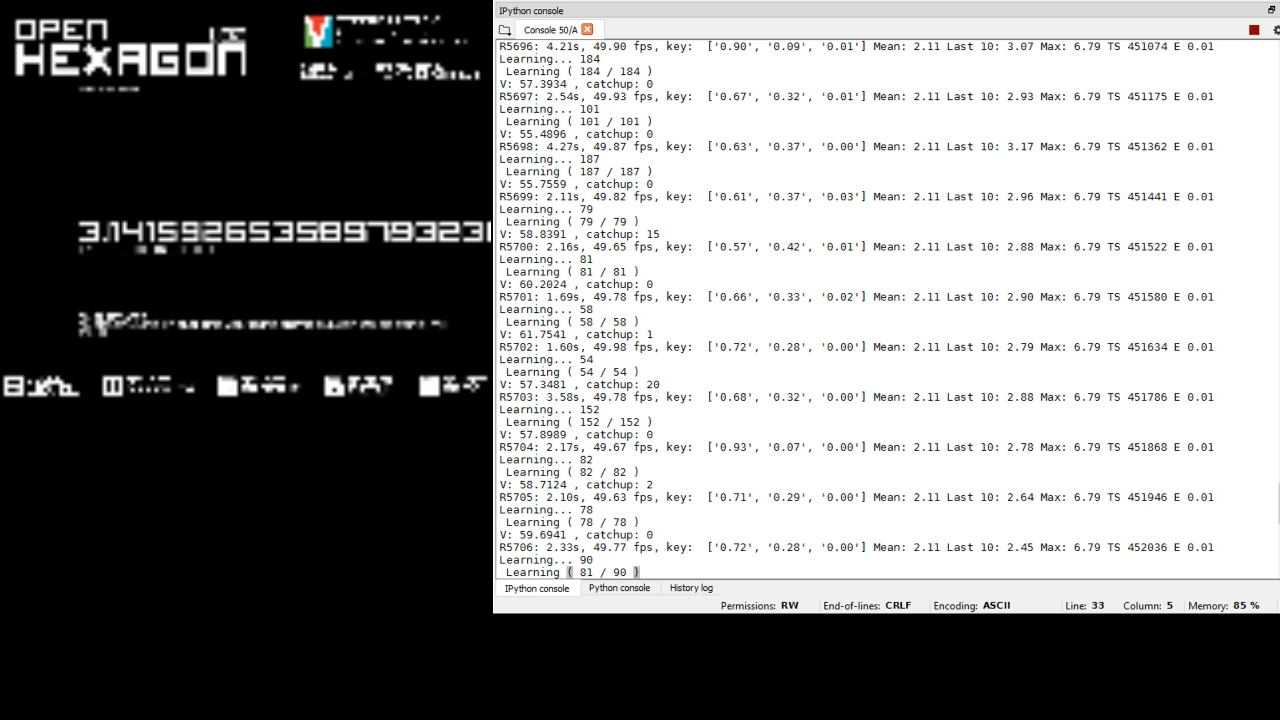 OPEN
HEXAGON
3.14159265358979323
IPython console
Console 50/A
R5696: 4.21s, 49.90 fps, key:  ['0.90', '0.09', '0.01'] Mean: 2.11 Last 10: 3.07 Max: 6.79 TS 451074 E 0.01
Learning... 184
Learning ( 184 / 184 )
V: 57.3934 , catchup: 0
R5697: 2.54s, 49.93 fps, key:  ['0.67', '0.32', '0.01'] Mean: 2.11 Last 10: 2.93 Max: 6.79 TS 451175 E 0.01
Learning... 101
Learning ( 101 / 101 )
V: 55.4896 , catchup: 0
R5698: 4.27s, 49.87 fps, key:  ['0.63', '0.37', '0.00'] Mean: 2.11 Last 10: 3.17 Max: 6.79 TS 451362 E 0.01
Learning... 187
Learning ( 187 / 187 )
V: 55.7559 , catchup: 0
R5699: 2.11s, 49.82 fps, key:  ['0.61', '0.37', '0.03'] Mean: 2.11 Last 10: 2.96 Max: 6.79 TS 451441 E 0.01
Learning... 79
Learning ( 79 / 79 )
V: 58.8391 , catchup: 15
R5700: 2.16s, 49.65 fps, key:  ['0.57', '0.42', '0.01'] Mean: 2.11 Last 10: 2.88 Max: 6.79 TS 451522 E 0.01
Learning... 81
Learning ( 81 / 81 )
V: 60.2024 , catchup: 0
R5701: 1.69s, 49.78 fps, key:  ['0.66', '0.33', '0.02'] Mean: 2.11 Last 10: 2.90 Max: 6.79 TS 451580 E 0.01
Learning... 58
Learning ( 58 / 58 )
V: 61.7541 , catchup: 1
R5702: 1.60s, 49.98 fps, key:  ['0.72', '0.28', '0.00'] Mean: 2.11 Last 10: 2.79 Max: 6.79 TS 451634 E 0.01
Learning... 54
Learning ( 54 / 54 )
V: 57.3481 , catchup: 20
R5703: 3.58s, 49.78 fps, key:  ['0.68', '0.32', '0.00'] Mean: 2.11 Last 10: 2.88 Max: 6.79 TS 451786 E 0.01
Learning... 152
Learning ( 152 / 152 )
V: 57.8989 , catchup: 0
R5704: 2.17s, 49.67 fps, key:  ['0.93', '0.07', '0.00'] Mean: 2.11 Last 10: 2.78 Max: 6.79 TS 451868 E 0.01
Learning... 82
Learning ( 82 / 82 )
V: 58.7124 , catchup: 2
R5705: 2.10s, 49.63 fps, key:  ['0.71', '0.29', '0.00'] Mean: 2.11 Last 10: 2.64 Max: 6.79 TS 451946 E 0.01
Learning... 78
Learning ( 78 / 78 )
V: 59.6941 , catchup: 0
R5706: 2.33s, 49.77 fps, key:  ['0.72', '0.28', '0.00'] Mean: 2.11 Last 10: 2.45 Max: 6.79 TS 452036 E 0.01
Learning... 90
Learning ( 81 / 90 )
IPython console Python console History log
Permissions: RW End-of-lines: CRLF Encoding: ASCII Line: 33 Column: 5 Memory: 85 %